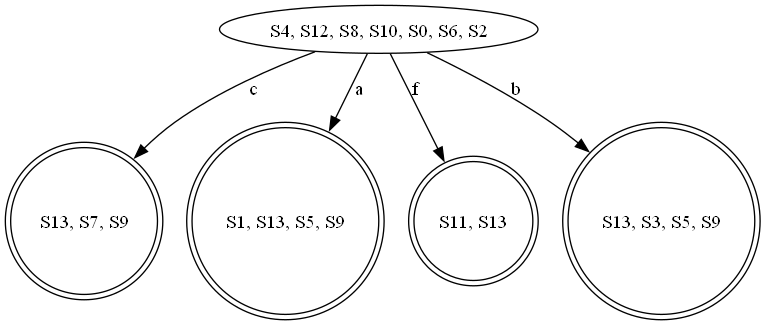 S4, S12, S8, S10, S0, S6, S2
c
a
f
b
S13, S7, S9
S1, S13, S5, S9
S11, S13
S13, S3, S5, S9